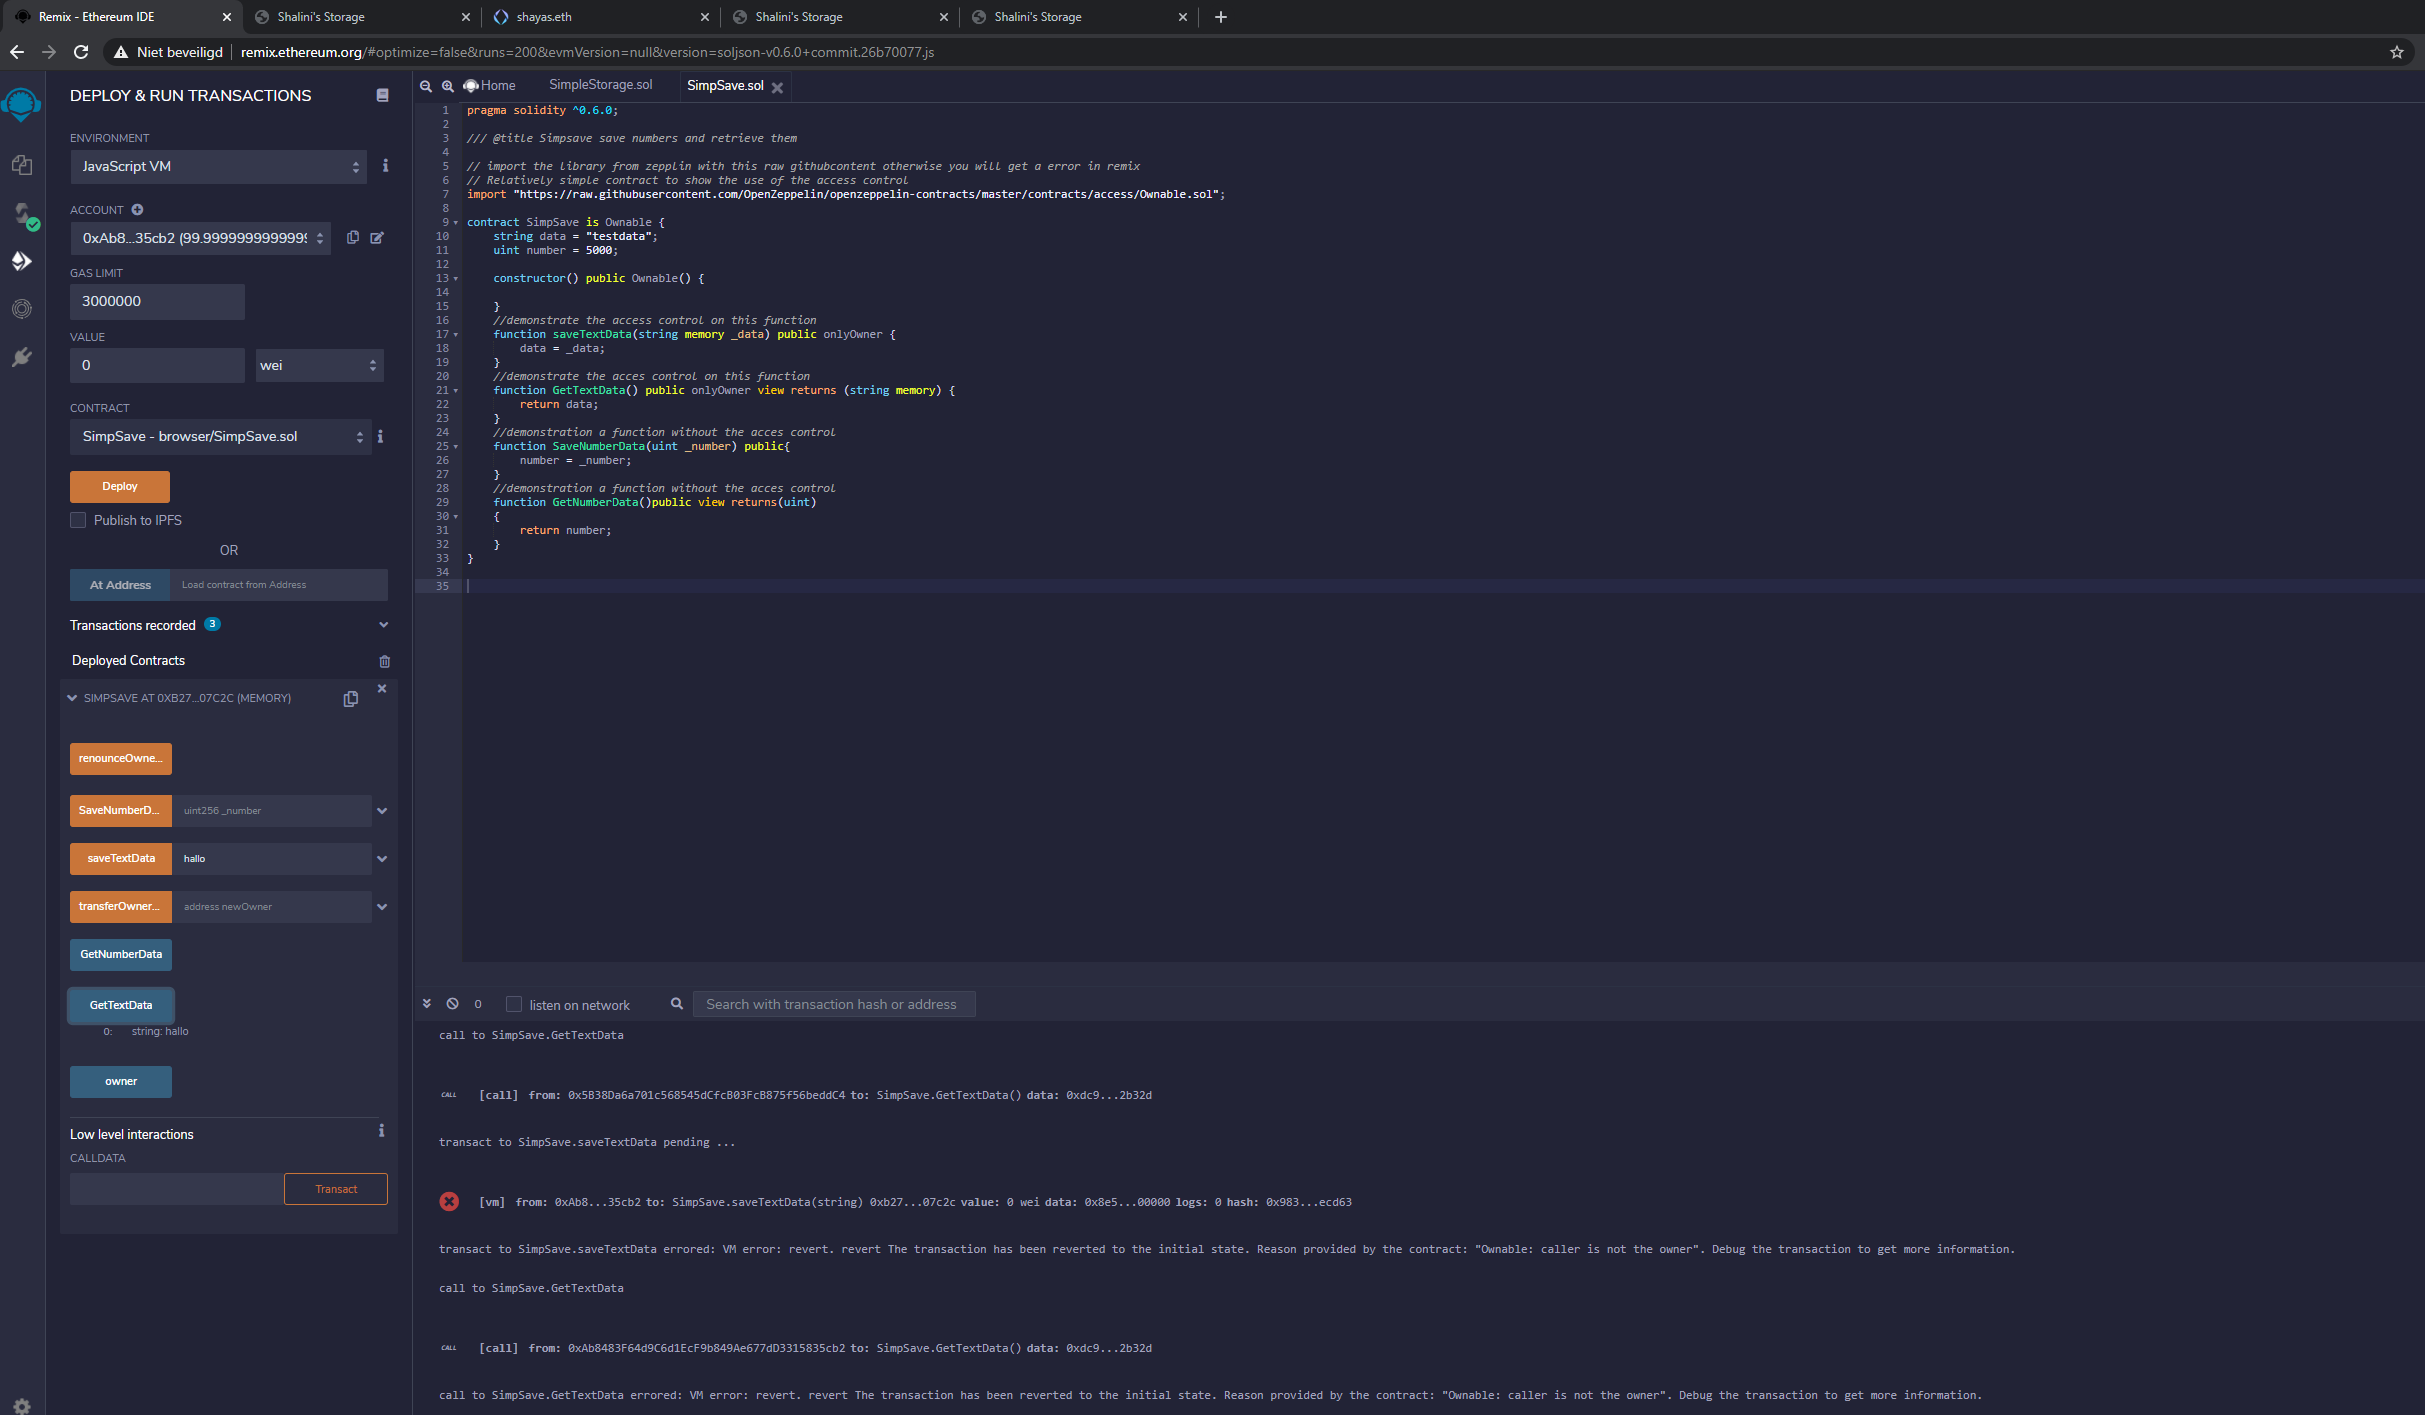 Remix - Ethereum IDE
Shalini's Storage
shayas.eth
Shalini's Storage
Shalini's Storage
Niet beveiligd
remix.ethereum.org/#optimize=false&runs=200&evmVersion=null&version=soljson-v0.6.0+commit.26b70077.js
DEPLOY & RUN TRANSACTIONS
ENVIRONMENT
JavaScript VM
ACCOUNT
0xAb8...35cb2 (99.99999999999999
GAS LIMIT
3000000
VALUE
0
wei
CONTRACT
SimpSave - browser/SimpSave.sol
Deploy
Publish to IPFS
OR
At Address
Load contract from Address
Transactions recorded 3
Deployed Contracts
SIMPSAVE AT 0XB27...07C2C (MEMORY)
renounceOwne...
SaveNumberD...
uint256 _number
saveTextData
hallo
transferOwner...
address newOwner
GetNumberData
GetTextData
0: string: hallo
owner
Low level interactions
CALLDATA
Transact
Home
SimpleStorage.sol
SimpSave.sol
1 pragma solidity ^0.6.0;
2
3 /// @title Simpsave save numbers and retrieve them
4
5 // import the library from zepplin with this raw githubcontent otherwise you will get a error in remix
6 // Relatively simple contract to show the use of the access control
7 import "https://raw.githubusercontent.com/OpenZeppelin/openzeppelin-contracts/master/contracts/access/Ownable.sol";
8
9 contract SimpSave is Ownable {
10 string data = "testdata";
11 uint number = 5000;
12
13 constructor() public Ownable() {
14
15 }
16 //demonstrate the access control on this function
17 function saveTextData(string memory _data) public onlyOwner {
18 data = _data;
19 }
20 //demonstrate the acces control on this function
21 function GetTextData() public onlyOwner view returns (string memory) {
22 return data;
23 }
24 //demonstration a function without the acces control
25 function SaveNumberData(uint _number) public{
26 number = _number;
27 }
28 //demonstration a function without the acces control
29 function GetNumberData()public view returns(uint)
30 {
31 return number;
32 }
33 }
34
35
0
listen on network
Search with transaction hash or address
call to SimpSave.GetTextData
CALL [call] from: 0x5B38Da6a701c568545dCfcB03FcB875f56beddC4 to: SimpSave.GetTextData() data: 0xdc9...2b32d
transact to SimpSave.saveTextData pending ...
[vm] from: 0xAb8...35cb2 to: SimpSave.saveTextData(string) 0xb27...07c2c value: 0 wei data: 0x8e5...00000 logs: 0 hash: 0x983...ecd63
transact to SimpSave.saveTextData errored: VM error: revert. revert The transaction has been reverted to the initial state. Reason provided by the contract: "Ownable: caller is not the owner". Debug the transaction to get more information.
call to SimpSave.GetTextData
CALL [call] from: 0xAb8483F64d9C6d1EcF9b849Ae677dD3315835cb2 to: SimpSave.GetTextData() data: 0xdc9...2b32d
call to SimpSave.GetTextData errored: VM error: revert. revert The transaction has been reverted to the initial state. Reason provided by the contract: "Ownable: caller is not the owner". Debug the transaction to get more information.